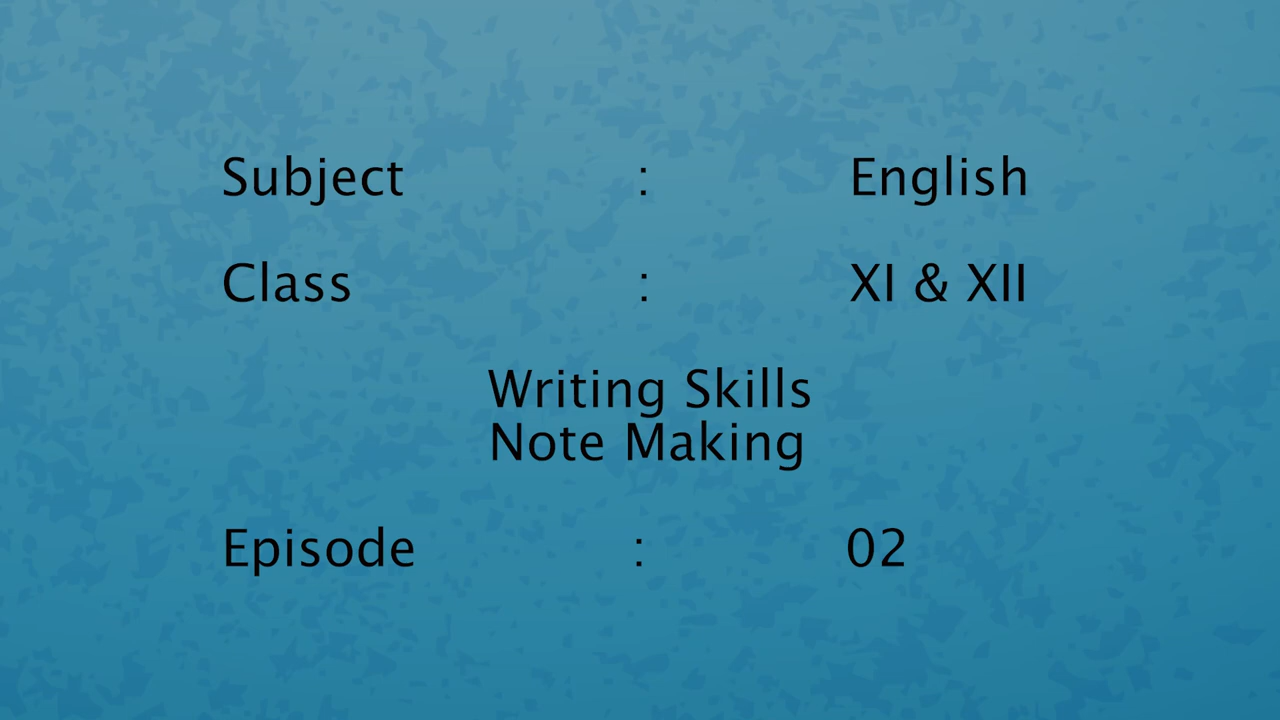 Subject : English
Class : XI & XII
Writing Skills
Note Making
Episode : 02